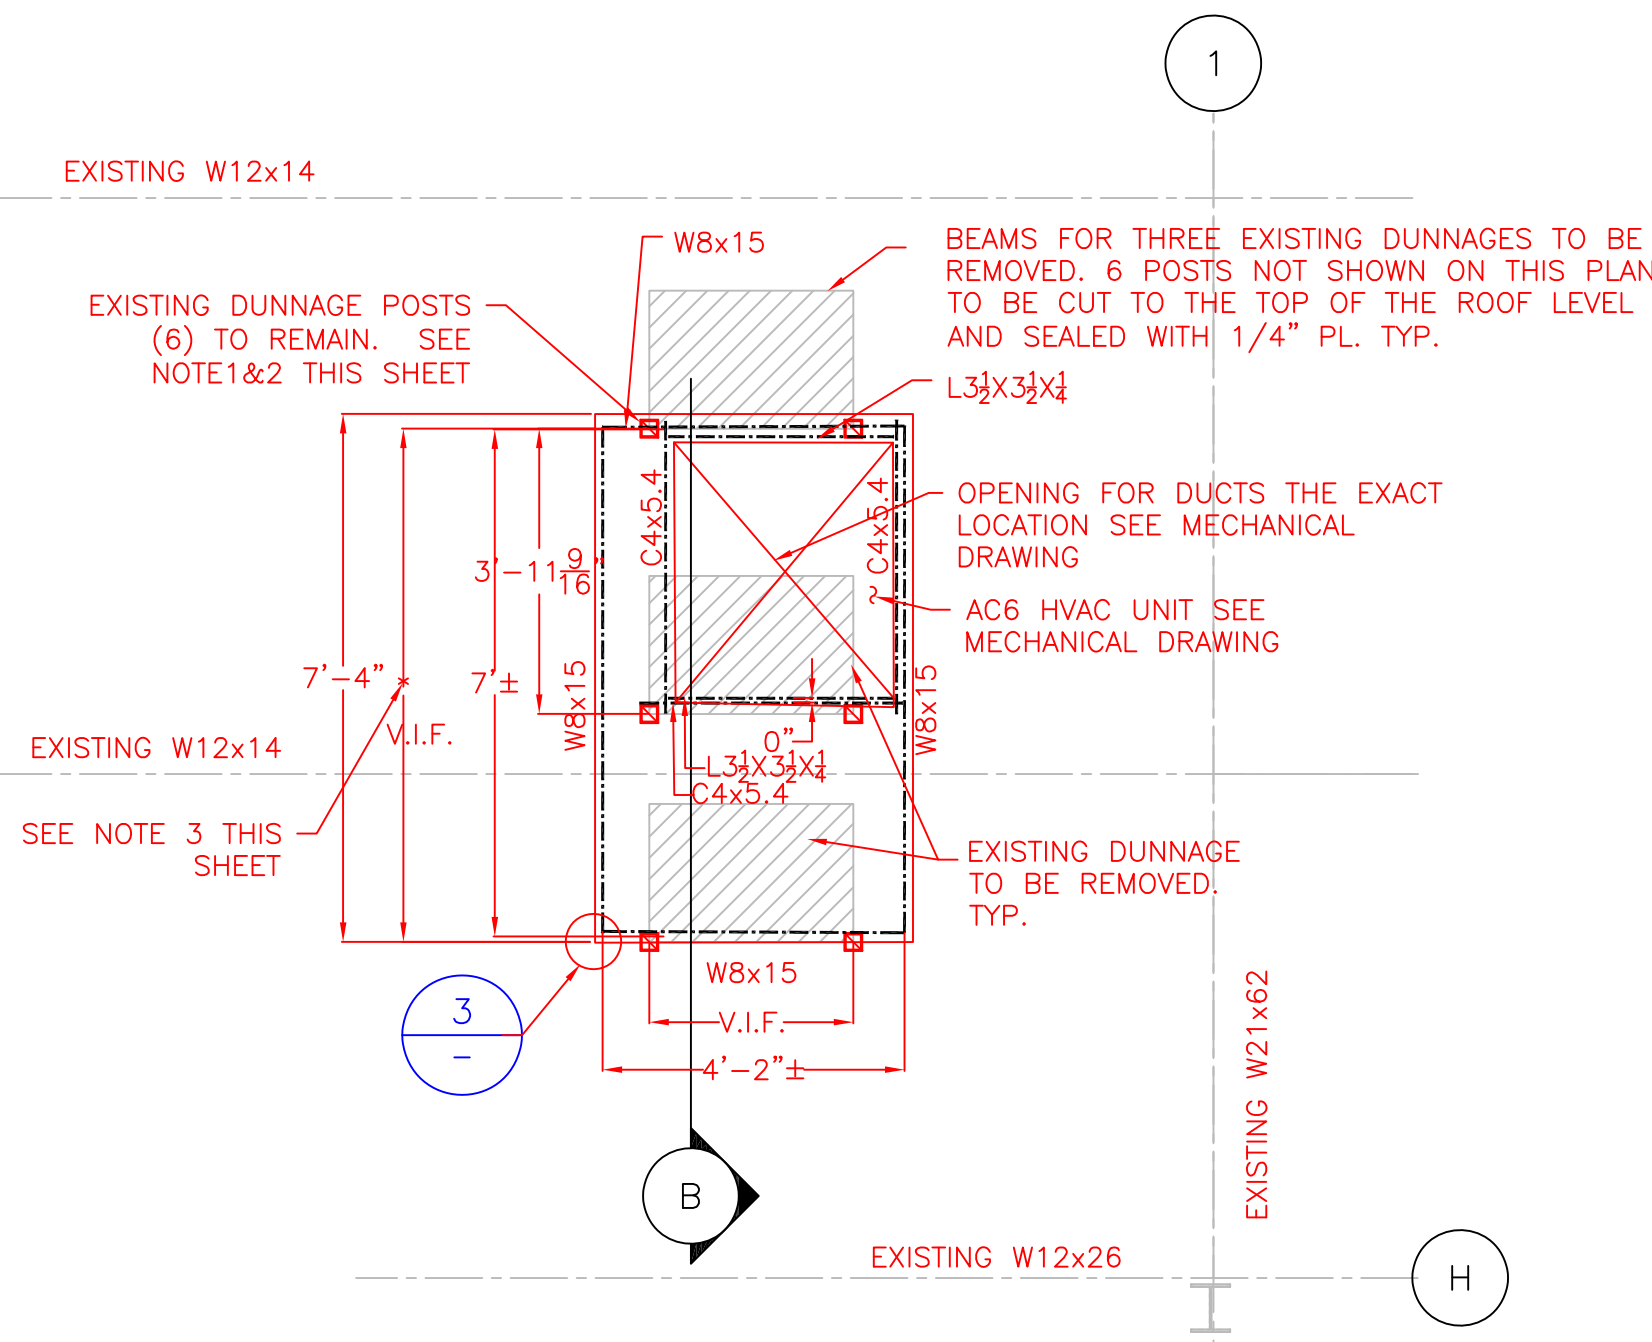 1
EXISTING W12x14
W8x15
BEAMS FOR THREE EXISTING DUNNAGES TO BE
REMOVED. 6 POSTS NOT SHOWN ON THIS PLAN
TO BE CUT TO THE TOP OF THE ROOF LEVEL
AND SEALED WITH 1/4" PL. TYP.
EXISTING DUNNAGE POSTS
(6) TO REMAIN. SEE
NOTE1&2 THIS SHEET
L3½X3½X¼
C4x5.4
C4x5.4
OPENING FOR DUCTS THE EXACT
LOCATION SEE MECHANICAL
DRAWING
3'-11 9/16"
AC6 HVAC UNIT SEE
MECHANICAL DRAWING
7'-4"
7'±
W8x15
W8x15
V.I.F.
0"
EXISTING W12x14
L3½X3½X¼
C4x5.4
SEE NOTE 3 THIS
SHEET
EXISTING DUNNAGE
TO BE REMOVED.
TYP.
W8x15
3
-
V.I.F.
4'-2"±
EXISTING W21x62
B
EXISTING W12x26
H